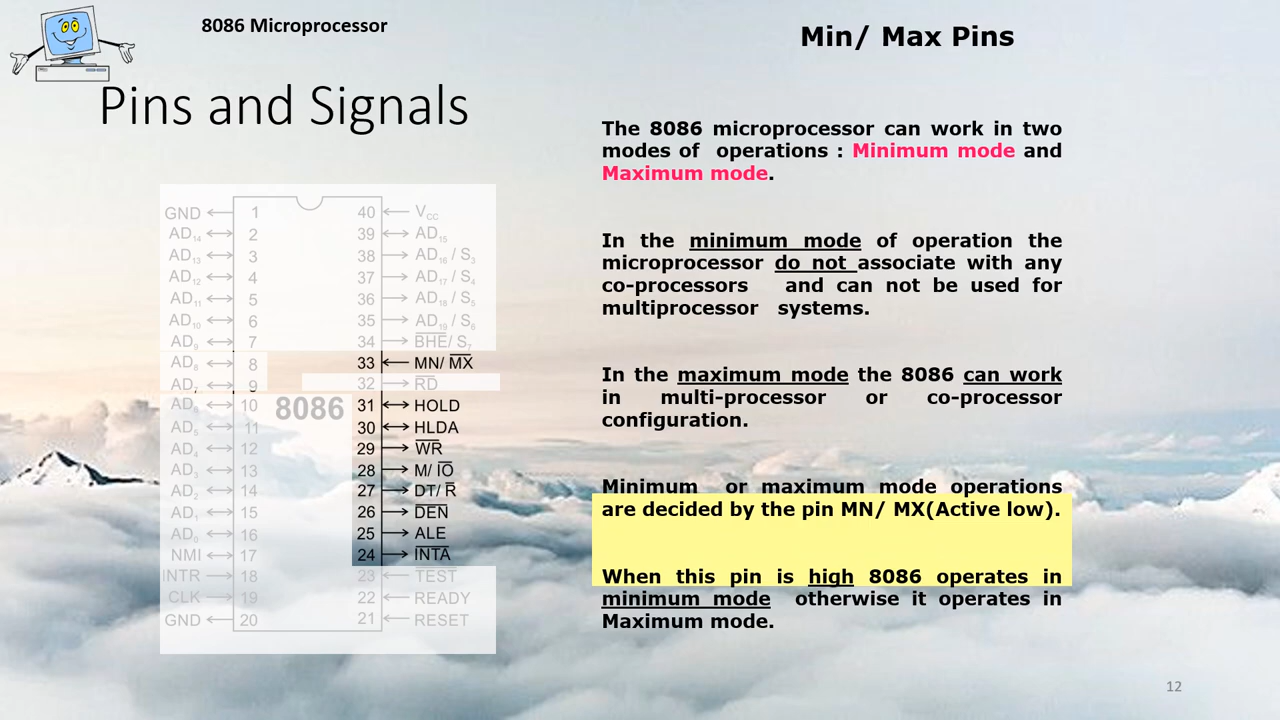 8086 Microprocessor
Min/ Max Pins
Pins and Signals
The 8086 microprocessor can work in two
modes of operations : Minimum mode and
Maximum mode.
In the minimum mode of operation the
microprocessor do not associate with any
co-processors and can not be used for
multiprocessor systems.
In the maximum mode the 8086 can work
in multi-processor or co-processor
configuration.
Minimum or maximum mode operations
are decided by the pin MN/ MX(Active low).
When this pin is high 8086 operates in
minimum mode otherwise it operates in
Maximum mode.
GND 1 40 VCC
AD14 2 39 AD15
AD13 3 38 AD16 / S3
AD12 4 37 AD17 / S4
AD11 5 36 AD18 / S5
AD10 6 35 AD19 / S6
AD9 7 34 BHE/ S7
AD8 8 33 MN/ MX
AD7 9 32 RD
AD6 10 8086 31 HOLD
AD5 11 30 HLDA
AD4 12 29 WR
AD3 13 28 M/ IO
AD2 14 27 DT/ R
AD1 15 26 DEN
AD0 16 25 ALE
NMI 17 24 INTA
INTR 18 23 TEST
CLK 19 22 READY
GND 20 21 RESET
12